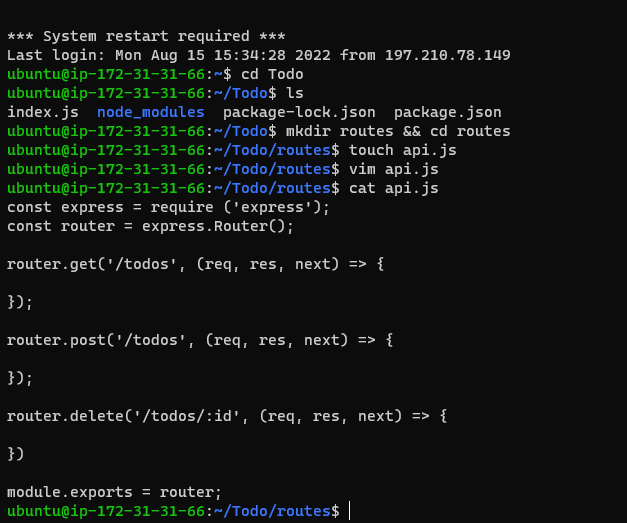 *** System restart required ***
Last login: Mon Aug 15 15:34:28 2022 from 197.210.78.149
ubuntu@ip-172-31-31-66:~$ cd Todo
ubuntu@ip-172-31-31-66:~/Todo$ ls
index.js  node_modules  package-lock.json  package.json
ubuntu@ip-172-31-31-66:~/Todo$ mkdir routes && cd routes
ubuntu@ip-172-31-31-66:~/Todo/routes$ touch api.js
ubuntu@ip-172-31-31-66:~/Todo/routes$ vim api.js
ubuntu@ip-172-31-31-66:~/Todo/routes$ cat api.js
const express = require ('express');
const router = express.Router();
router.get('/todos', (req, res, next) => {
});
router.post('/todos', (req, res, next) => {
});
router.delete('/todos/:id', (req, res, next) => {
})
module.exports = router;
ubuntu@ip-172-31-31-66:~/Todo/routes$